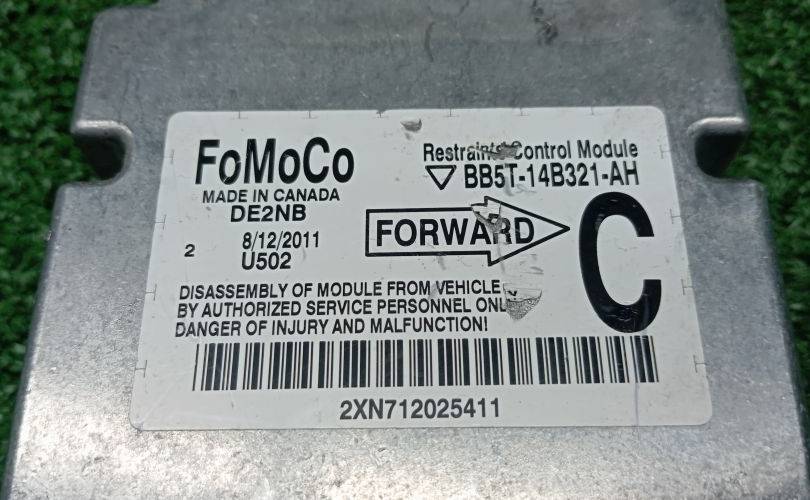 FoMoCo
MADE IN CANADA
DE2NB
2
8/12/2011
U502
Restraints Control Module
BB5T-14B321-AH
FORWARD
C
DISASSEMBLY OF MODULE FROM VEHICLE
BY AUTHORIZED SERVICE PERSONNEL ONLY
DANGER OF INJURY AND MALFUNCTION!
2XN712025411